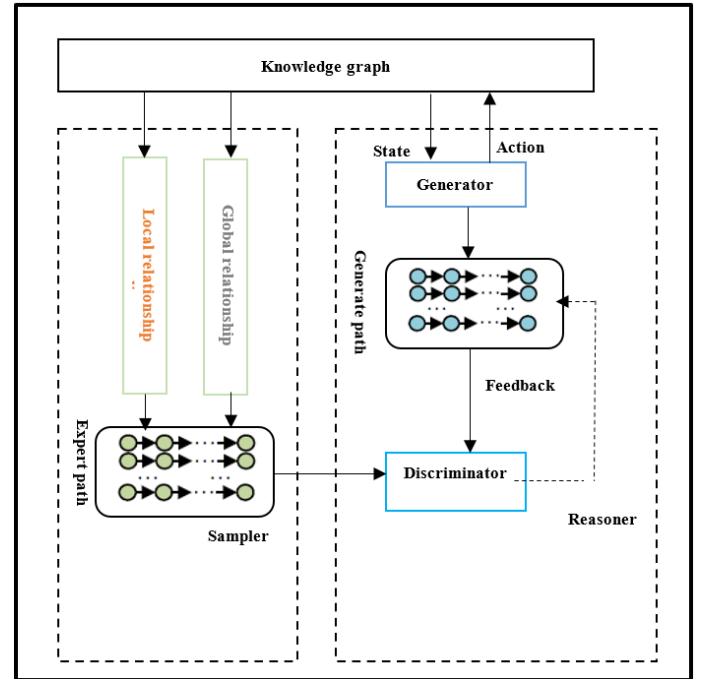 Knowledge graph
State
Action
Generator
Local relationship
Global relationship
Generate path
Feedback
Expert path
Discriminator
Sampler
Reasoner